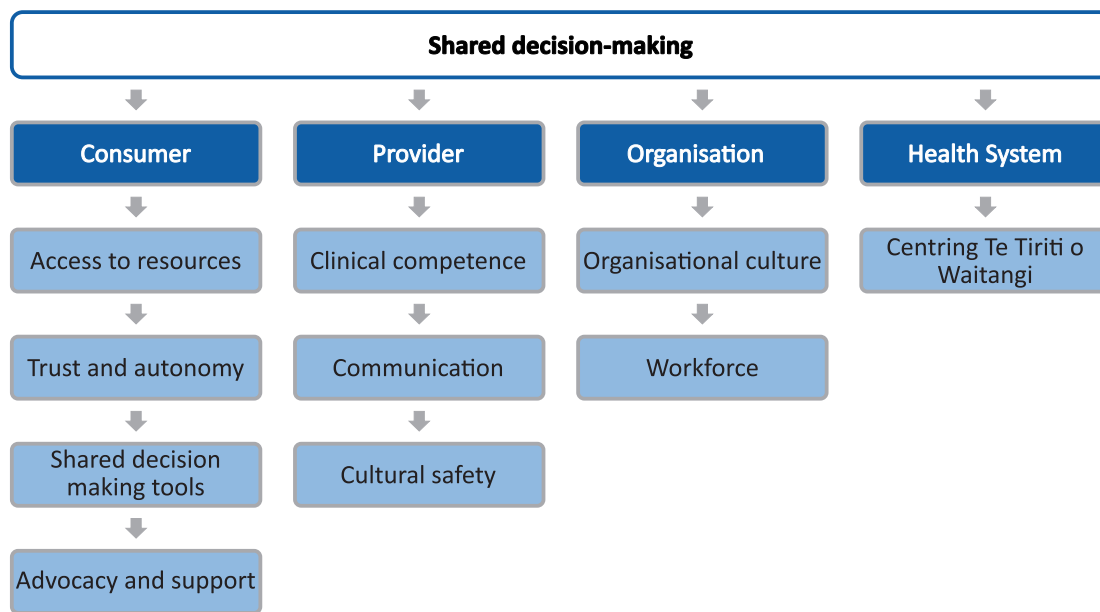 Shared decision-making
Consumer
Provider
Organisation
Health System
Access to resources
Clinical competence
Organisational culture
Centring Te Tiriti o
Waitangi
Trust and autonomy
Communication
Workforce
Shared decision
making tools
Cultural safety
Advocacy and support